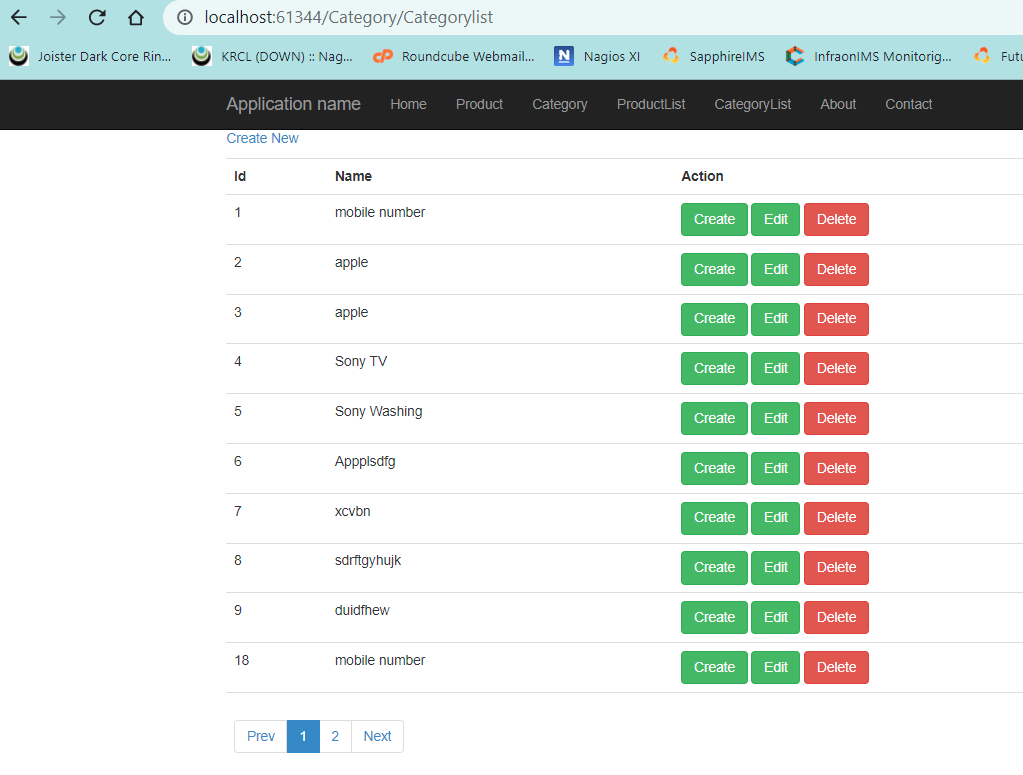 localhost:61344/Category/Categorylist
Joister Dark Core Rin... KRCL (DOWN) :: Nag... Roundcube Webmail... N Nagios XI SapphireIMS InfraonIMS Monitorig... Futu
Application name Home Product Category ProductList CategoryList About Contact
Create New
Id Name Action
1 mobile number Create Edit Delete
2 apple Create Edit Delete
3 apple Create Edit Delete
4 Sony TV Create Edit Delete
5 Sony Washing Create Edit Delete
6 Appplsdfg Create Edit Delete
7 xcvbn Create Edit Delete
8 sdrftgyhujk Create Edit Delete
9 duidfhew Create Edit Delete
18 mobile number Create Edit Delete
Prev 1 2 Next